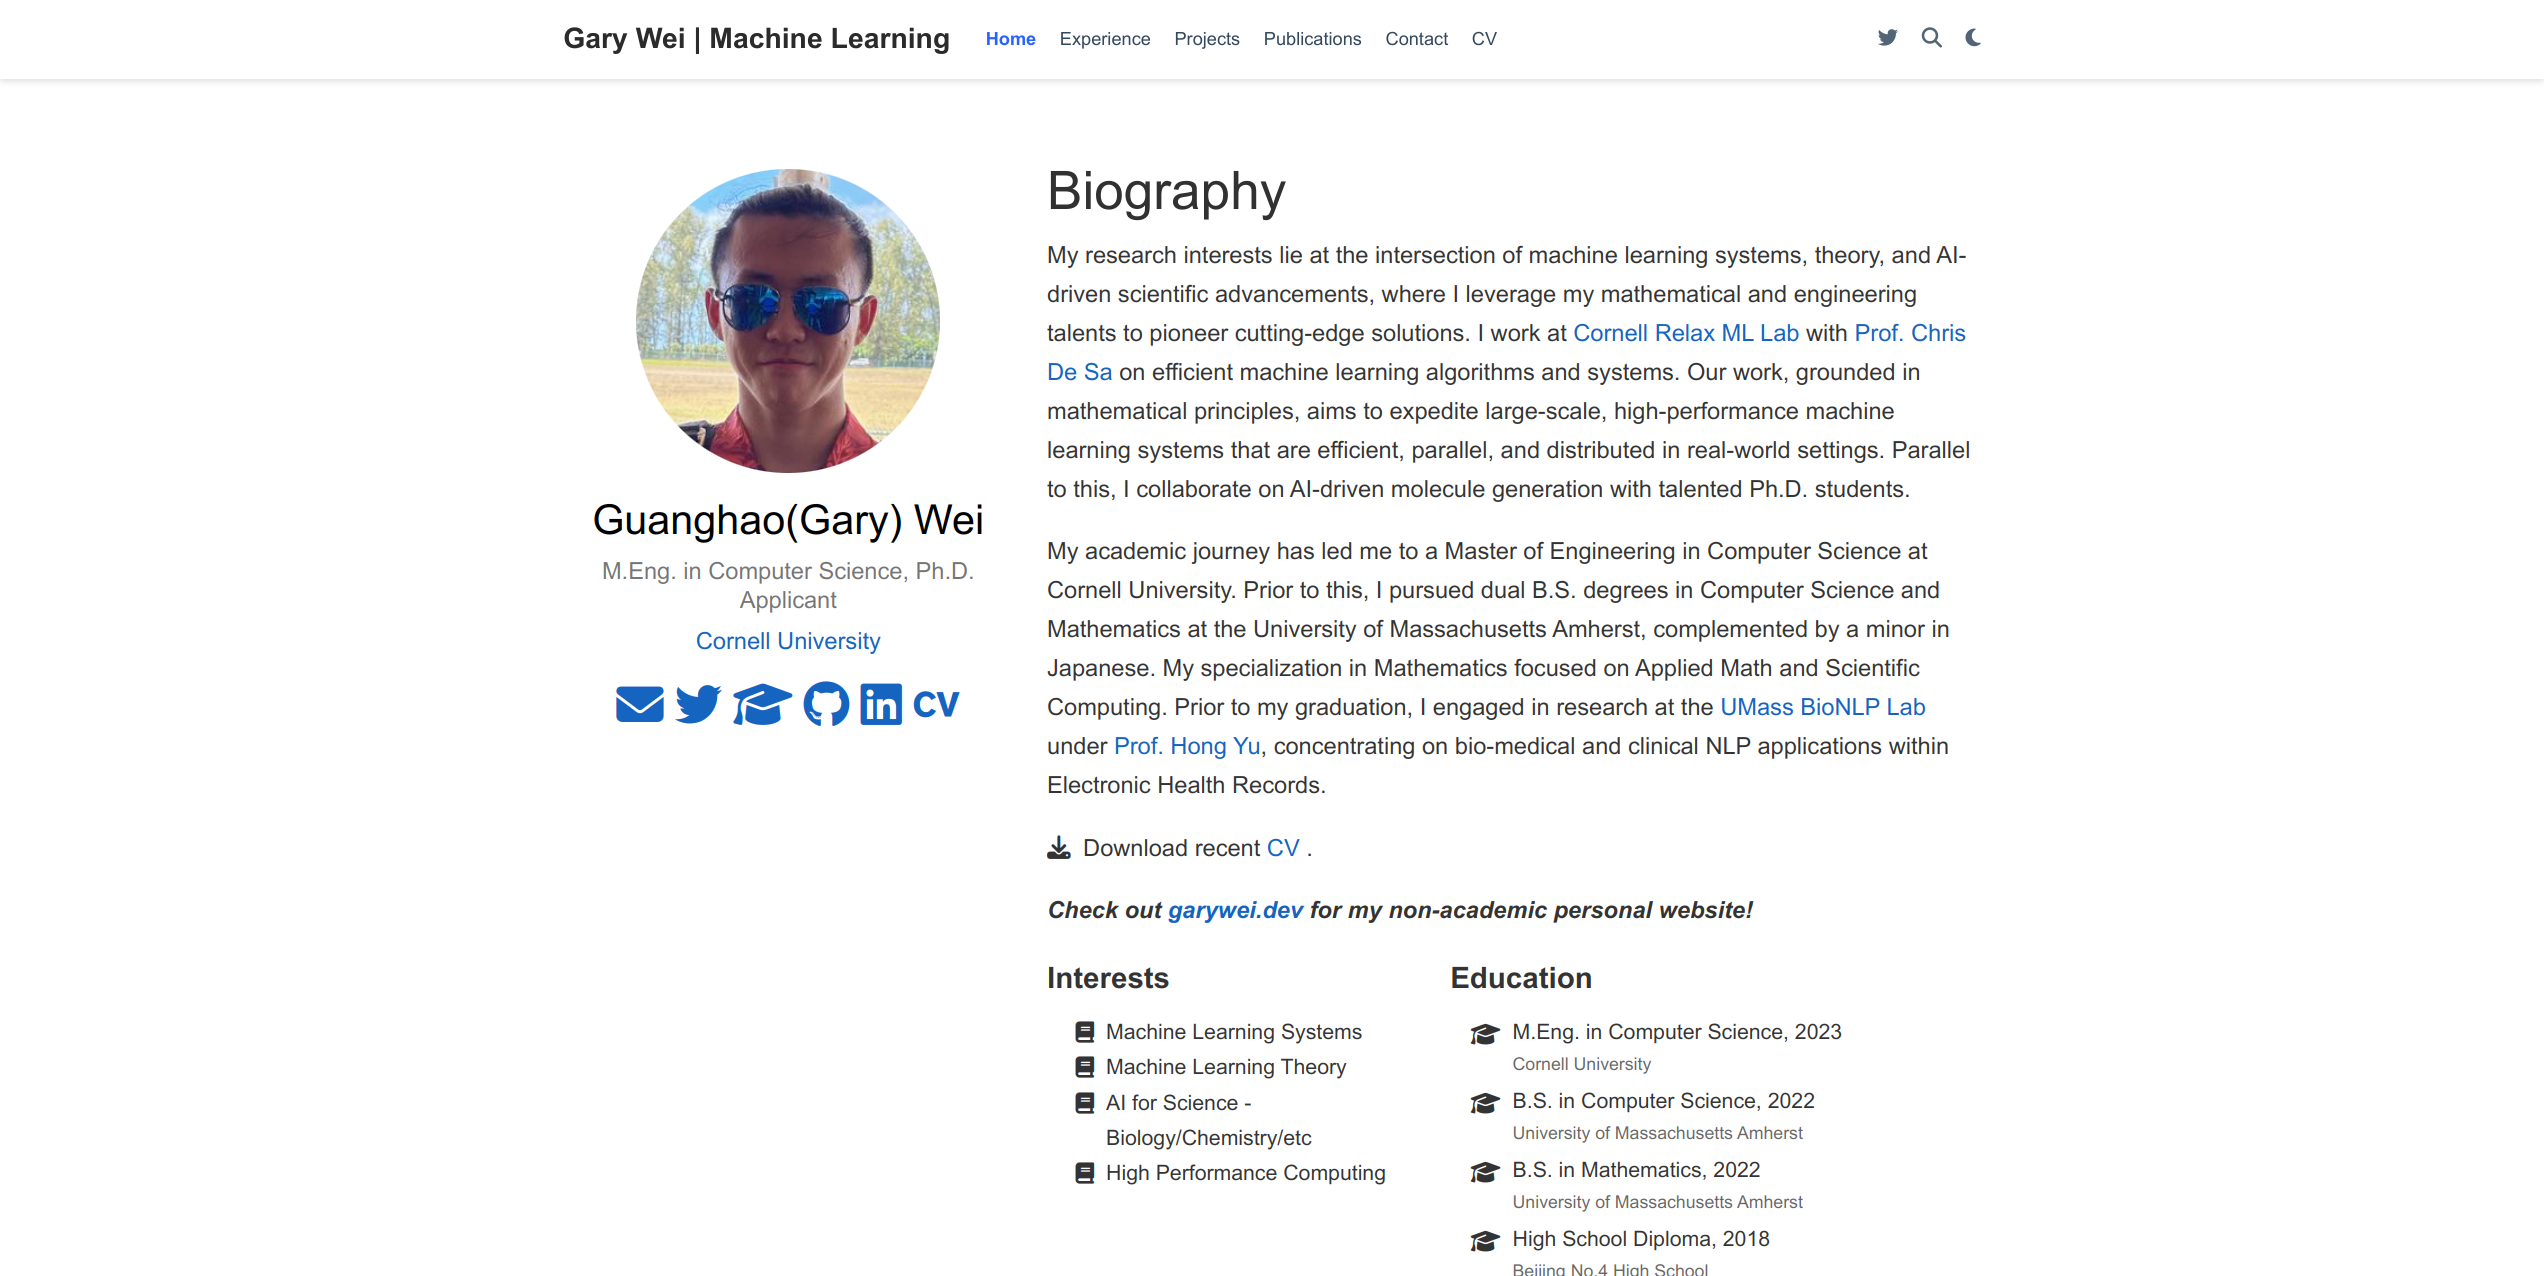 Gary Wei | Machine Learning
Home
Experience
Projects
Publications
Contact
CV
Guanghao(Gary) Wei
M.Eng. in Computer Science, Ph.D.
Applicant
Cornell University
CV
Biography
My research interests lie at the intersection of machine learning systems, theory, and AI-
driven scientific advancements, where I leverage my mathematical and engineering
talents to pioneer cutting-edge solutions. I work at Cornell Relax ML Lab with Prof. Chris
De Sa on efficient machine learning algorithms and systems. Our work, grounded in
mathematical principles, aims to expedite large-scale, high-performance machine
learning systems that are efficient, parallel, and distributed in real-world settings. Parallel
to this, I collaborate on AI-driven molecule generation with talented Ph.D. students.
My academic journey has led me to a Master of Engineering in Computer Science at
Cornell University. Prior to this, I pursued dual B.S. degrees in Computer Science and
Mathematics at the University of Massachusetts Amherst, complemented by a minor in
Japanese. My specialization in Mathematics focused on Applied Math and Scientific
Computing. Prior to my graduation, I engaged in research at the UMass BioNLP Lab
under Prof. Hong Yu, concentrating on bio-medical and clinical NLP applications within
Electronic Health Records.
Download recent CV .
Check out garywei.dev for my non-academic personal website!
Interests
Machine Learning Systems
Machine Learning Theory
AI for Science -
Biology/Chemistry/etc
High Performance Computing
Education
M.Eng. in Computer Science, 2023
Cornell University
B.S. in Computer Science, 2022
University of Massachusetts Amherst
B.S. in Mathematics, 2022
University of Massachusetts Amherst
High School Diploma, 2018
Beijing No.4 High School